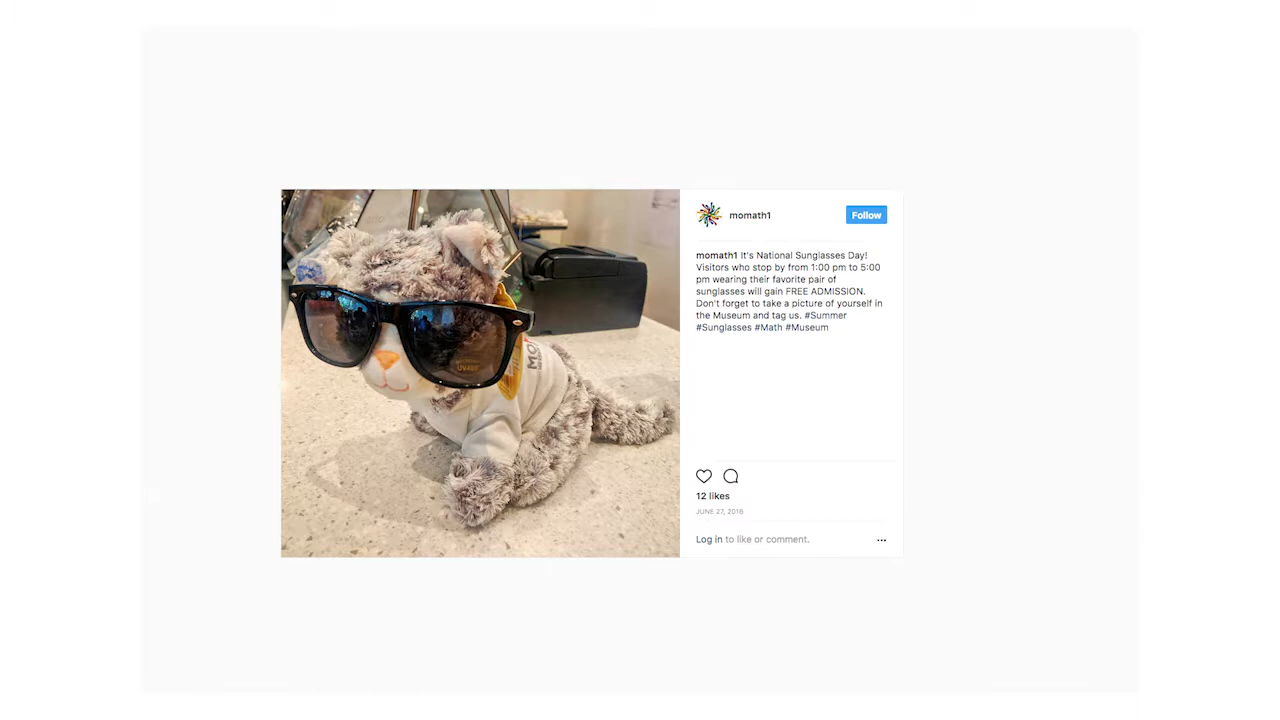 momath1
Follow
momath1 It's National Sunglasses Day!
Visitors who stop by from 1:00 pm to 5:00
pm wearing their favorite pair of
sunglasses will gain FREE ADMISSION.
Don't forget to take a picture of yourself in
the Museum and tag us. #Summer
#Sunglasses #Math #Museum
12 likes
JUNE 27, 2016
Log in to like or comment.